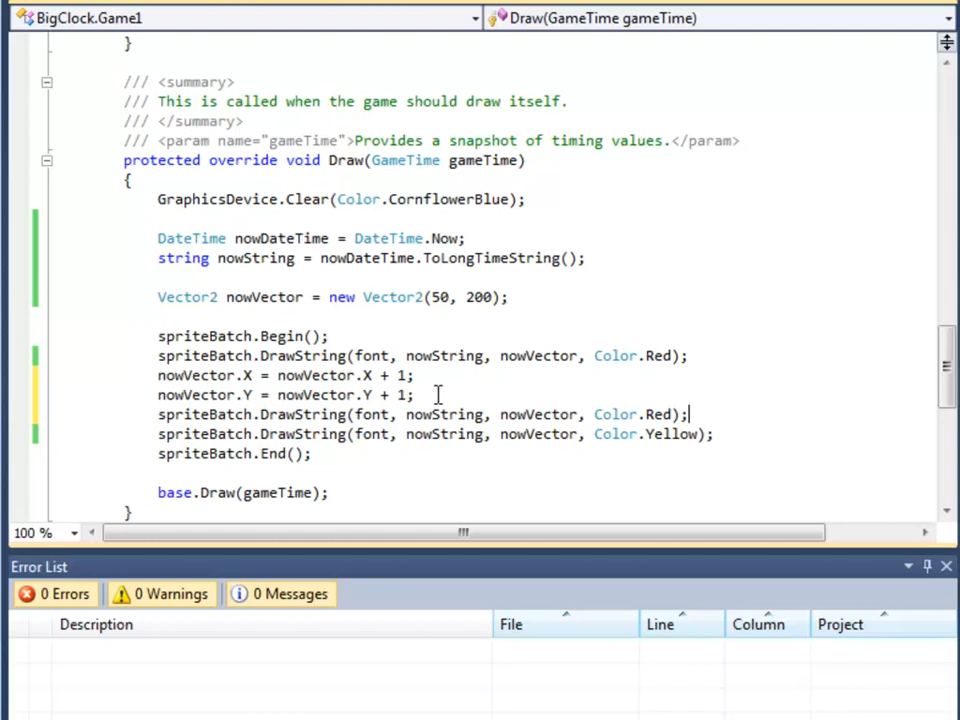 BigClock.Game1 Draw(GameTime gameTime)
}
/// <summary>
/// This is called when the game should draw itself.
/// </summary>
/// <param name="gameTime">Provides a snapshot of timing values.</param>
protected override void Draw(GameTime gameTime)
{
GraphicsDevice.Clear(Color.CornflowerBlue);
DateTime nowDateTime = DateTime.Now;
string nowString = nowDateTime.ToLongTimeString();
Vector2 nowVector = new Vector2(50, 200);
spriteBatch.Begin();
spriteBatch.DrawString(font, nowString, nowVector, Color.Red);
nowVector.X = nowVector.X + 1;
nowVector.Y = nowVector.Y + 1;
spriteBatch.DrawString(font, nowString, nowVector, Color.Red);
spriteBatch.DrawString(font, nowString, nowVector, Color.Yellow);
spriteBatch.End();
base.Draw(gameTime);
}
100 %
Error List
0 Errors 0 Warnings 0 Messages
Description File Line Column Project